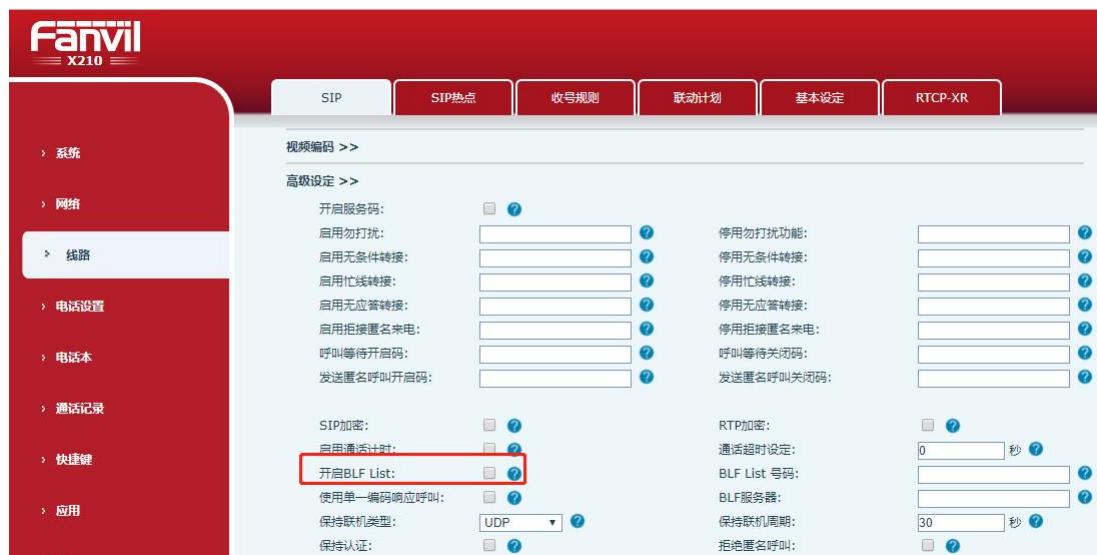 Fanvil
X210
SIP SIP热点 收号规则 联动计划 基本设定 RTCP-XR
› 系统
› 网络
› 线路
› 电话设置
› 电话本
› 通话记录
› 快捷键
› 应用
视频编码 >>
高级设定 >>
开启服务码: ?
启用勿打扰: ? 停用勿打扰功能: ?
启用无条件转接: ? 停用无条件转接: ?
启用忙线转接: ? 停用忙线转接: ?
启用无应答转接: ? 停用无应答转接: ?
启用拒接匿名来电: ? 停用拒接匿名来电: ?
呼叫等待开启码: ? 呼叫等待关闭码: ?
发送匿名呼叫开启码: ? 发送匿名呼叫关闭码: ?
SIP加密: ? RTP加密: ?
启用通话计时: ? 通话超时设定: 0 秒 ?
开启BLF List: ? BLF List 号码: ?
使用单一编码响应呼叫: ? BLF服务器: ?
保持联机类型: UDP ? 保持联机周期: 30 秒 ?
保持认证: ? 拒绝匿名呼叫: ?